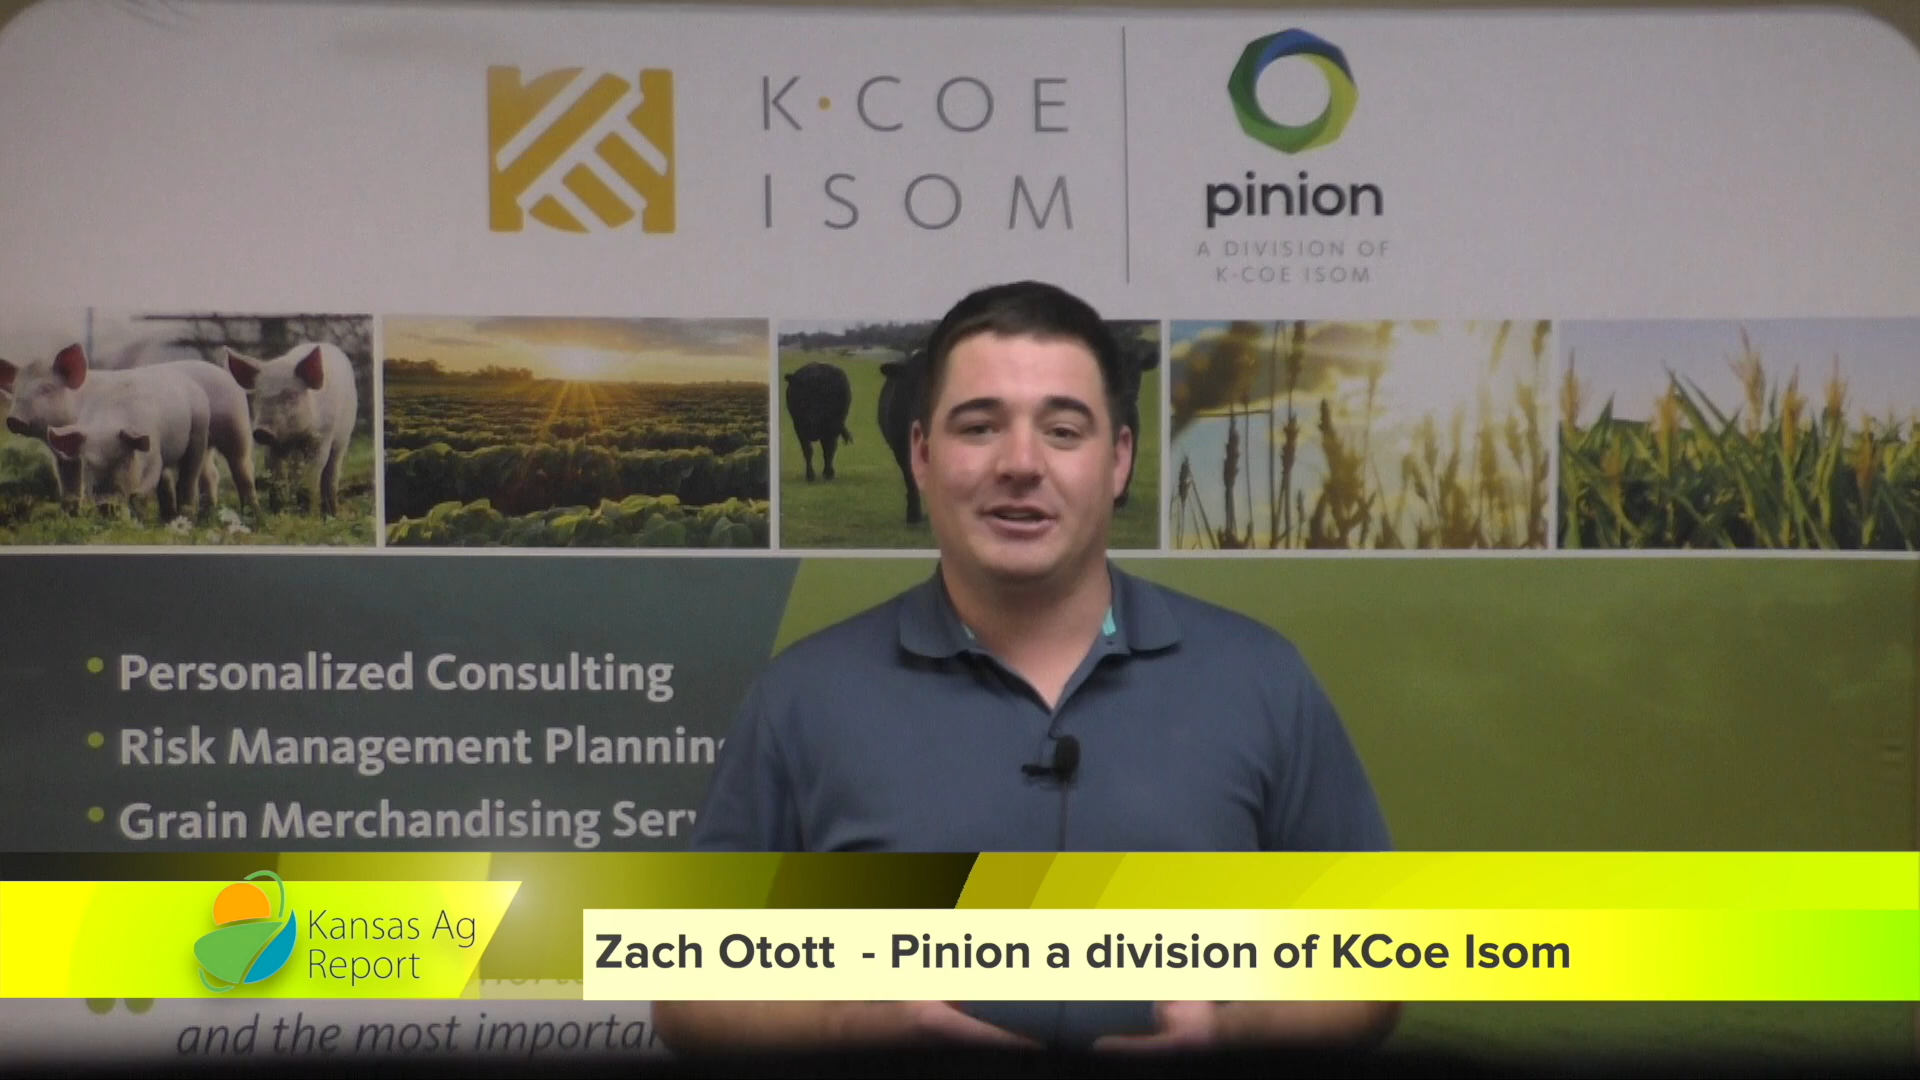 K·COE
ISOM
pinion
A DIVISION OF
K·COE ISOM
• Personalized Consulting
• Risk Management Plannin
• Grain Merchandising Ser
Kansas Ag
Report
Zach Otott - Pinion a division of KCoe Isom
and the most importa